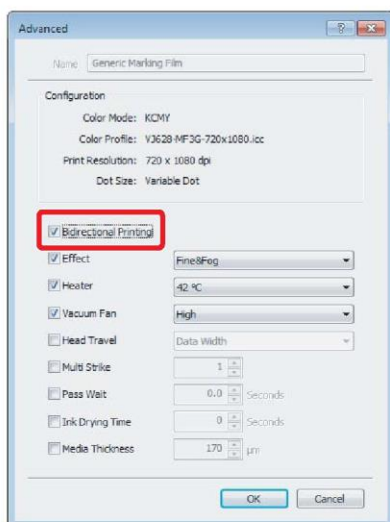 Advanced
Name Generic Marking Film
Configuration
Color Mode: KCMY
Color Profile: VJ628-MF3G-720x1080.icc
Print Resolution: 720 x 1080 dpi
Dot Size: Variable Dot
Bidirectional Printing
Effect Fine&Fog
Heater 42 ºC
Vacuum Fan High
Head Travel Data Width
Multi Strike 1
Pass Wait 0.0 Seconds
Ink Drying Time 0 Seconds
Media Thickness 170 µm
OK Cancel